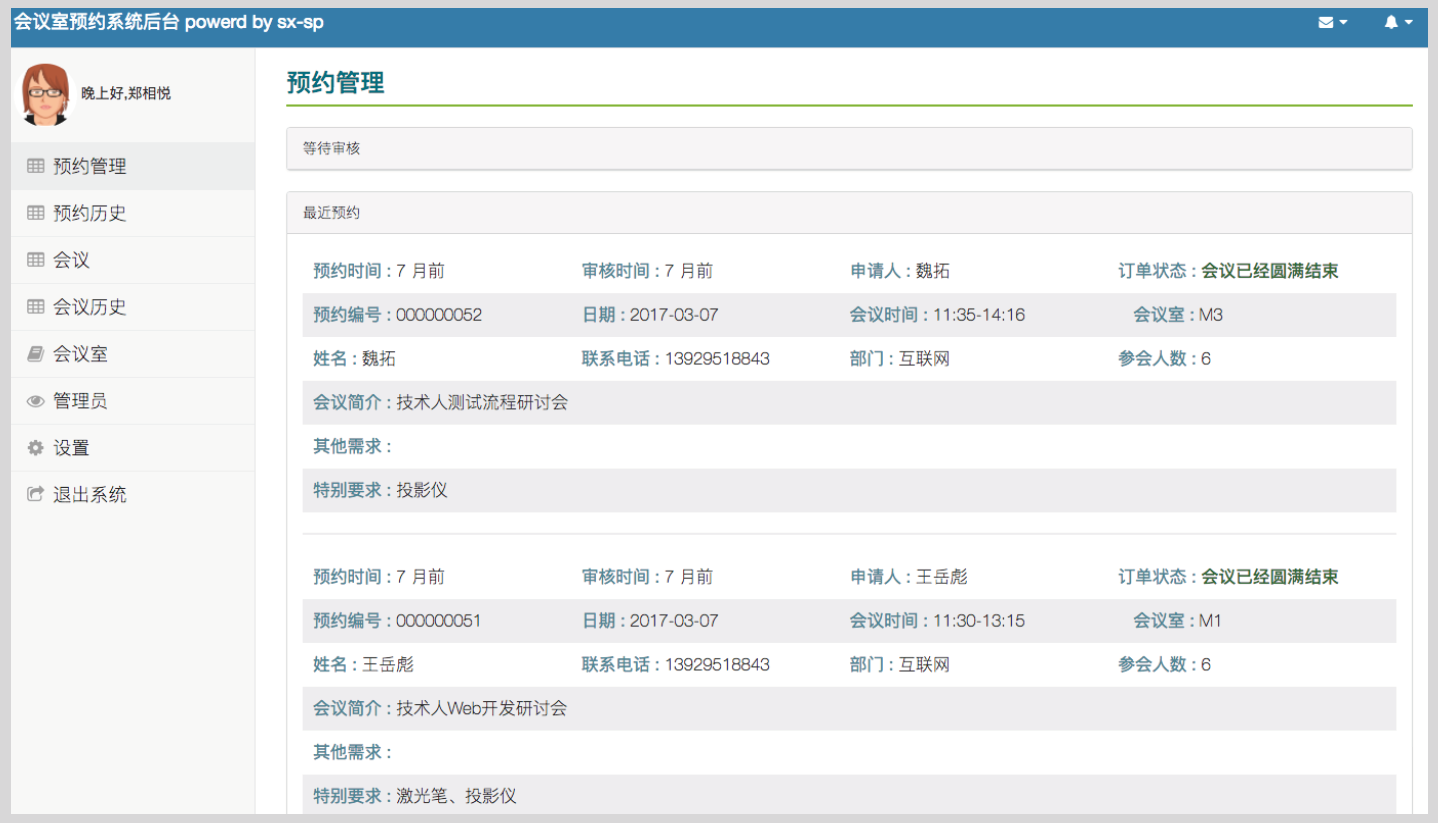 会议室预约系统后台 powerd by sx-sp
晚上好,郑相悦
预约管理
预约历史
会议
会议历史
会议室
管理员
设置
退出系统
预约管理
等待审核
最近预约
预约时间 : 7 月前 审核时间 : 7 月前 申请人 : 魏拓 订单状态 : 会议已经圆满结束
预约编号 : 000000052 日期 : 2017-03-07 会议时间 : 11:35-14:16 会议室 : M3
姓名 : 魏拓 联系电话 : 13929518843 部门 : 互联网 参会人数 : 6
会议简介 : 技术人测试流程研讨会
其他需求 :
特别要求 : 投影仪
预约时间 : 7 月前 审核时间 : 7 月前 申请人 : 王岳彪 订单状态 : 会议已经圆满结束
预约编号 : 000000051 日期 : 2017-03-07 会议时间 : 11:30-13:15 会议室 : M1
姓名 : 王岳彪 联系电话 : 13929518843 部门 : 互联网 参会人数 : 6
会议简介 : 技术人Web开发研讨会
其他需求 :
特别要求 : 激光笔、投影仪